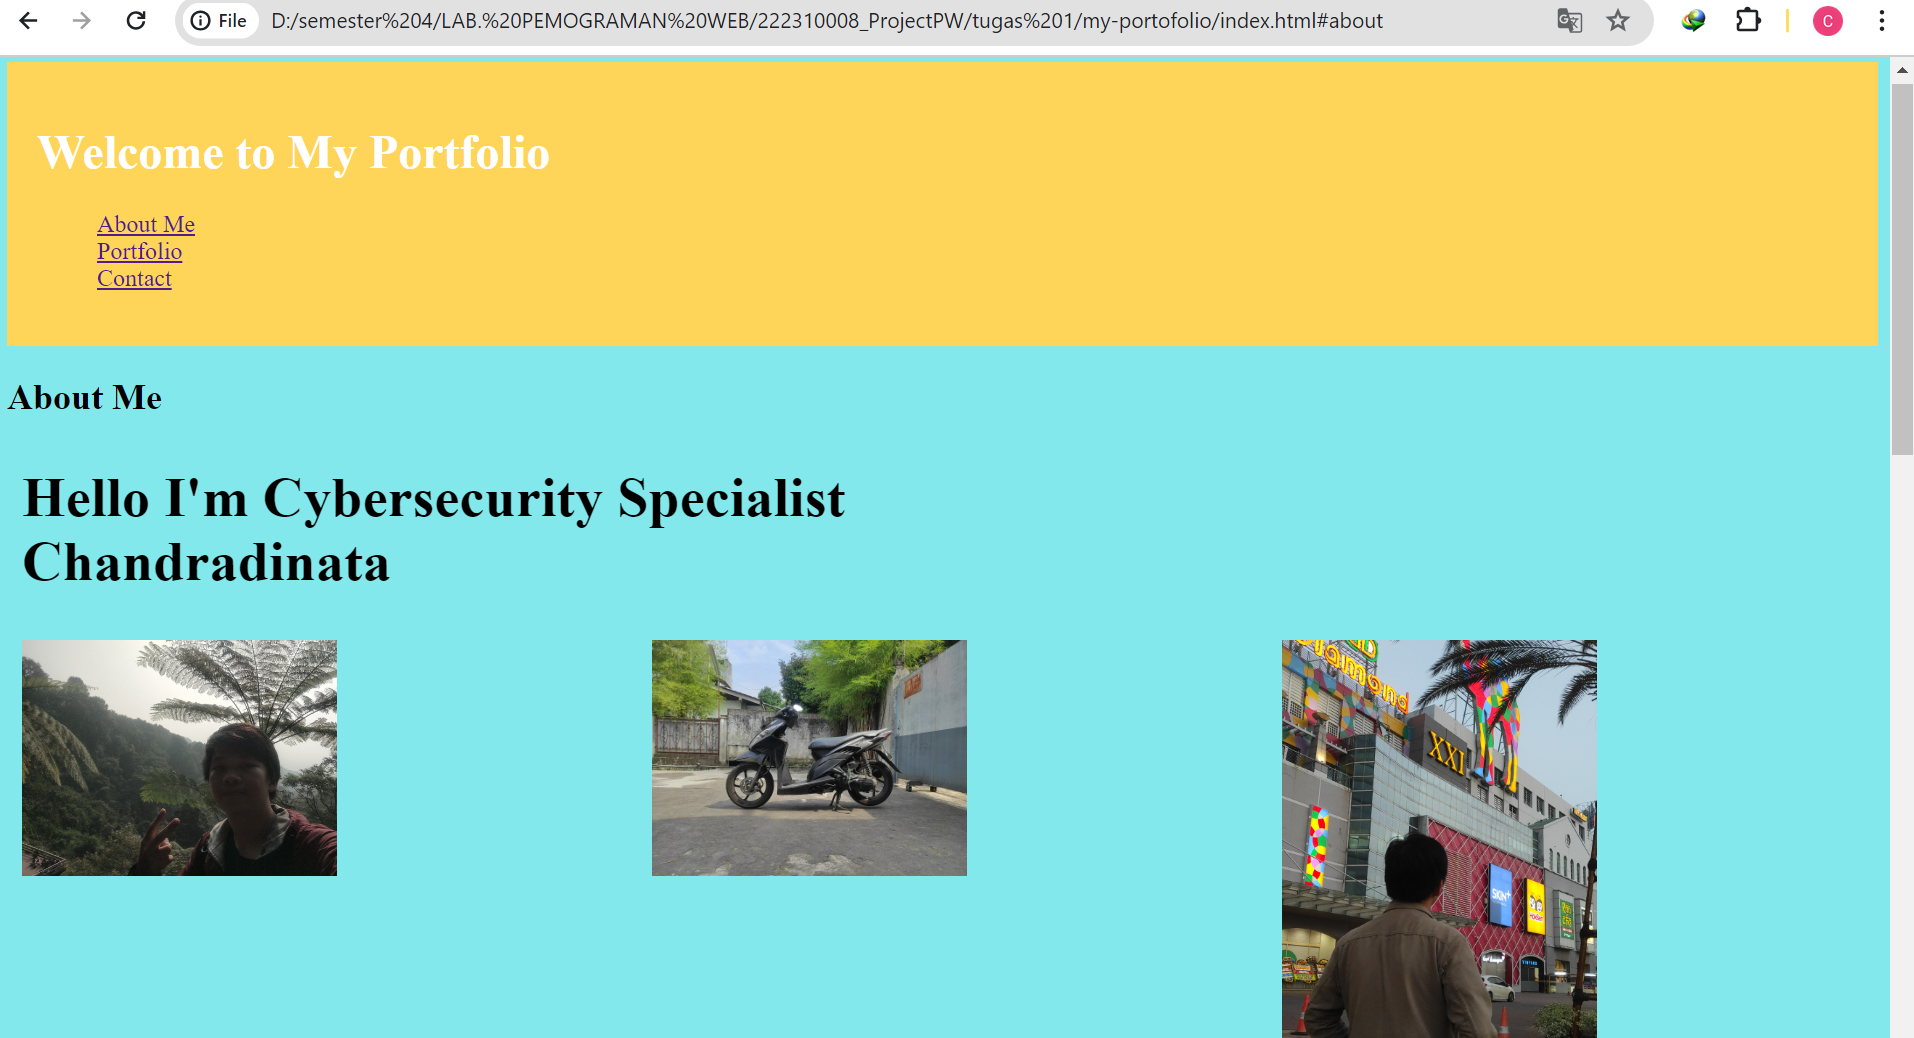 File
D:/semester%204/LAB.%20PEMOGRAMAN%20WEB/222310008_ProjectPW/tugas%201/my-portofolio/index.html#about
C
Welcome to My Portfolio
About Me
Portfolio
Contact
About Me
Hello I'm Cybersecurity Specialist
Chandradinata
XXI
SKIN+